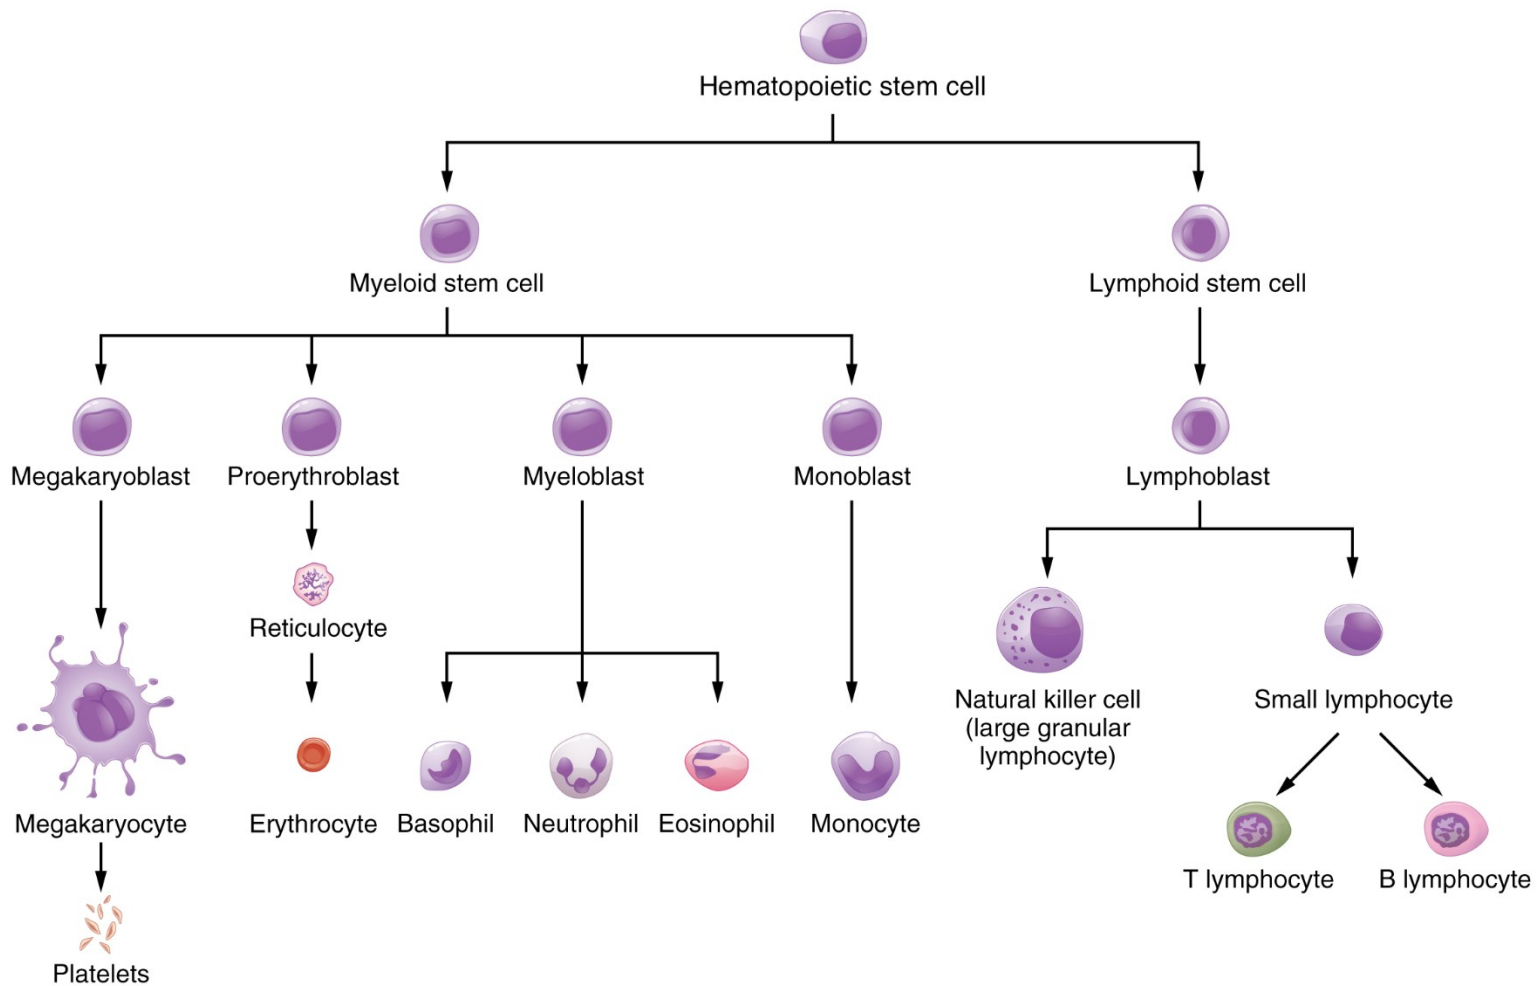 Hematopoietic stem cell
Myeloid stem cell
Lymphoid stem cell
Megakaryoblast
Proerythroblast
Myeloblast
Monoblast
Lymphoblast
Reticulocyte
Natural killer cell
(large granular
lymphocyte)
Small lymphocyte
Megakaryocyte
Erythrocyte
Basophil
Neutrophil
Eosinophil
Monocyte
T lymphocyte
B lymphocyte
Platelets